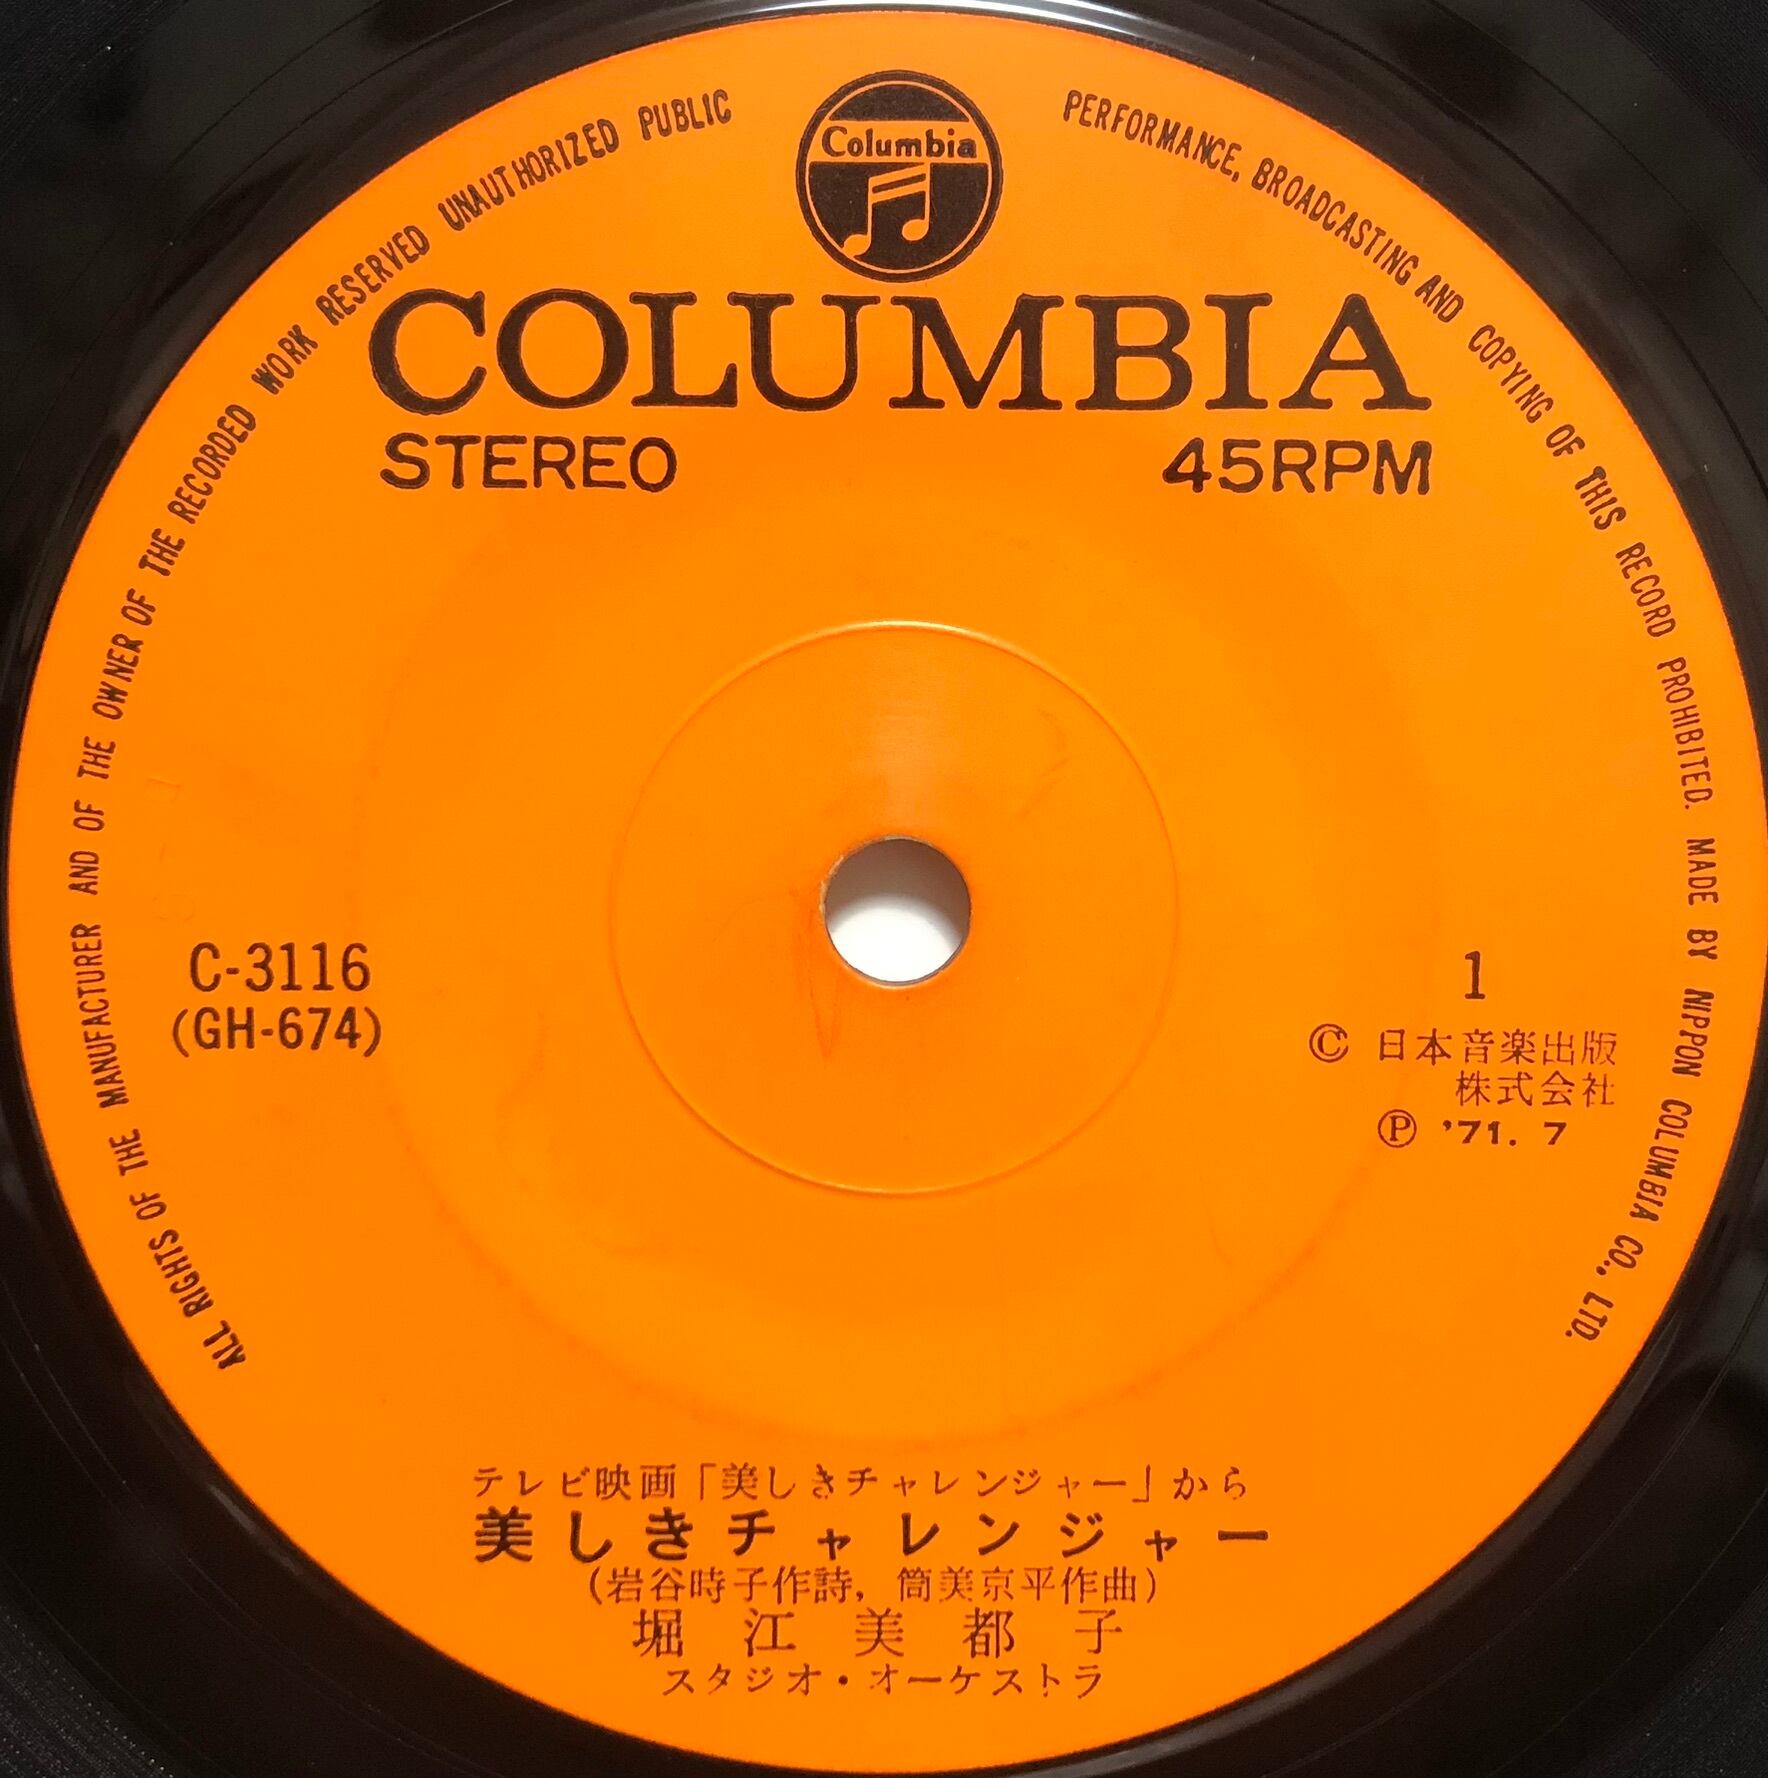 ALL RIGHTS OF THE MANUFACTURER AND OF THE OWNER OF THE RECORDED WORK RESERVED UNAUTHORIZED PUBLIC PERFORMANCE, BROADCASTING AND COPYING OF THIS RECORD PROHIBITED. MADE BY NIPPON COLUMBIA CO., LTD.
Columbia
COLUMBIA
STEREO 45RPM
C-3116
(GH-674)
1
© 日本音楽出版
株式会社
Ⓟ '71. 7
テレビ映画「美しきチャレンジャー」から
美しきチャレンジャー
(岩谷時子作詩, 筒美京平作曲)
堀江美都子
スタジオ・オーケストラ